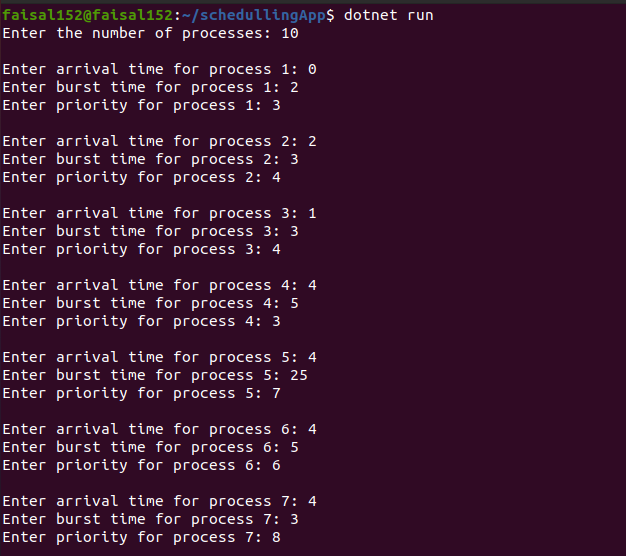 faisal152@faisal152:~/schedullingApp$ dotnet run
Enter the number of processes: 10
Enter arrival time for process 1: 0
Enter burst time for process 1: 2
Enter priority for process 1: 3
Enter arrival time for process 2: 2
Enter burst time for process 2: 3
Enter priority for process 2: 4
Enter arrival time for process 3: 1
Enter burst time for process 3: 3
Enter priority for process 3: 4
Enter arrival time for process 4: 4
Enter burst time for process 4: 5
Enter priority for process 4: 3
Enter arrival time for process 5: 4
Enter burst time for process 5: 25
Enter priority for process 5: 7
Enter arrival time for process 6: 4
Enter burst time for process 6: 5
Enter priority for process 6: 6
Enter arrival time for process 7: 4
Enter burst time for process 7: 3
Enter priority for process 7: 8